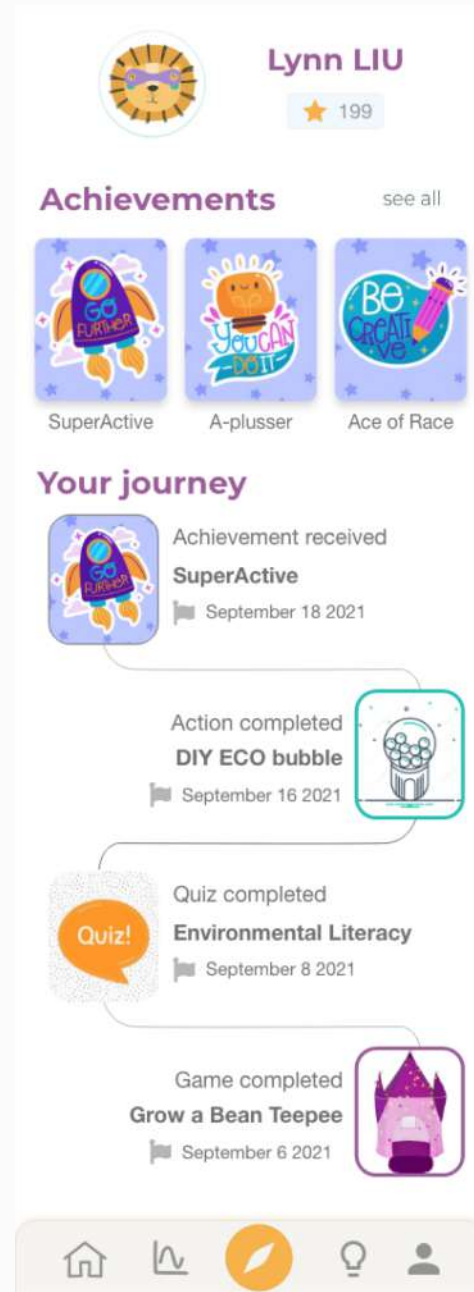 Lynn LIU
199
Achievements
see all
GO
FURTHER
YOU CAN
DO IT
BE
CREATI
VE
SuperActive
A-plusser
Ace of Race
Your journey
GO
FURTHER
Achievement received
SuperActive
September 18 2021
Action completed
DIY ECO bubble
September 16 2021
Quiz!
Quiz completed
Environmental Literacy
September 8 2021
Game completed
Grow a Bean Teepee
September 6 2021